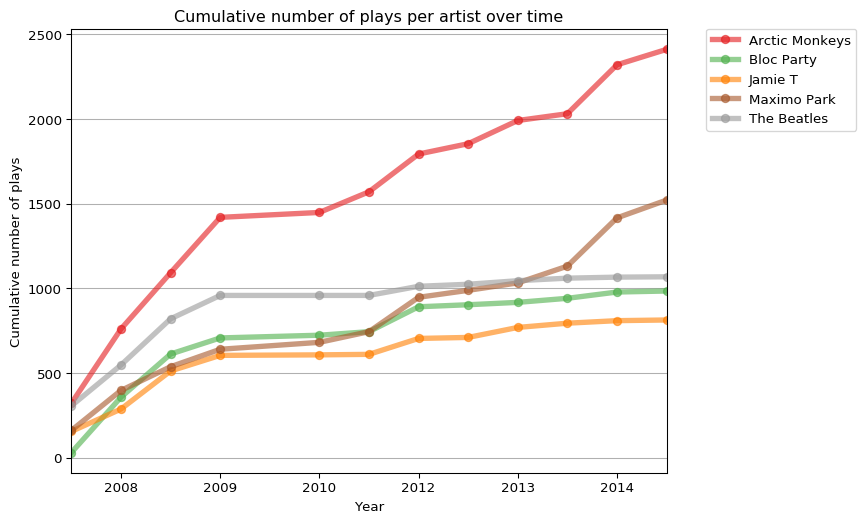 Cumulative number of plays per artist over time
2500
2000
1500
1000
500
0
Cumulative number of plays
2008 2009 2010 2012 2013 2014
Year
Arctic Monkeys
Bloc Party
Jamie T
Maximo Park
The Beatles